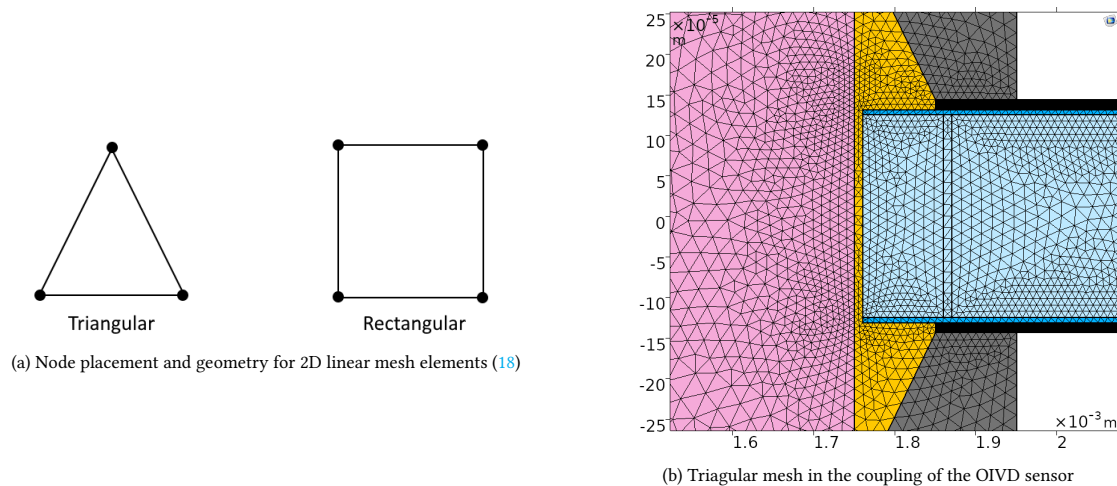 Triangular
Rectangular
(a) Node placement and geometry for 2D linear mesh elements (18)
25
×10⁻⁵
m
20
15
10
5
0
-5
-10
-15
-20
-25
×10⁻³ m
1.6
1.7
1.8
1.9
2
(b) Triagular mesh in the coupling of the OIVD sensor